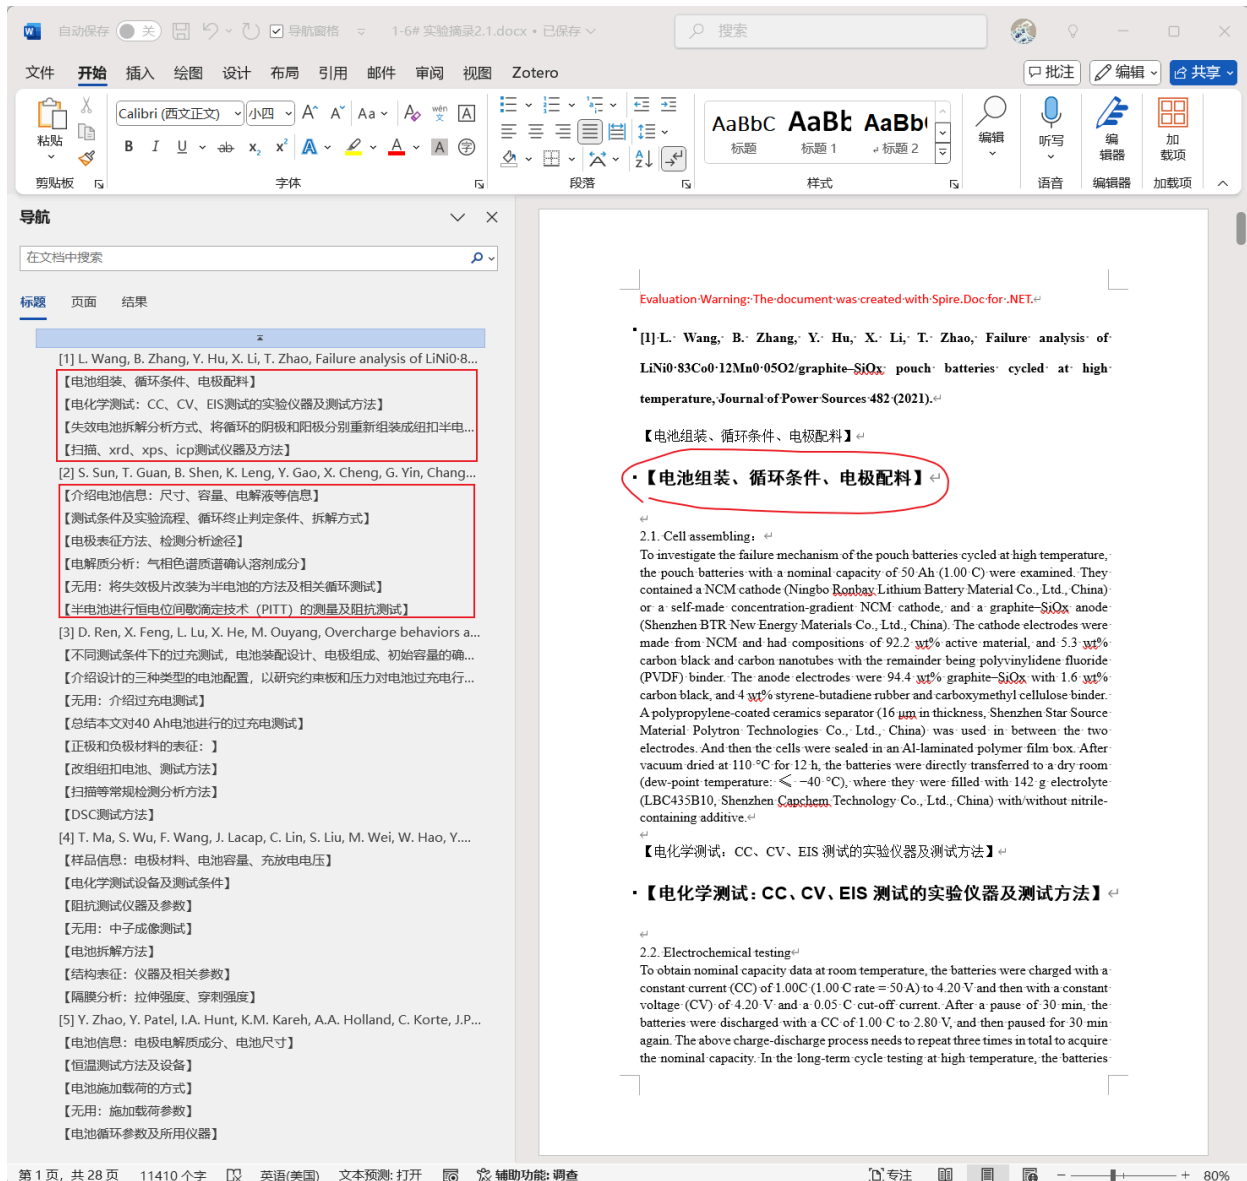 自动保存 关 导航窗格 1-6# 实验摘录2.1.docx • 已保存 搜索
文件 开始 插入 绘图 设计 布局 引用 邮件 审阅 视图 Zotero 批注 编辑 共享
粘贴 Calibri (西文正文) 小四 Aa wén 文 A
B I U ab x₂ x² A A A 字
AaBbC AaBb AaBb
标题 标题 1 标题 2
编辑 听写 编辑器 加载项
剪贴板 字体 段落 样式 语音 编辑器 加载项
导航
在文档中搜索
标题 页面 结果
[1] L. Wang, B. Zhang, Y. Hu, X. Li, T. Zhao, Failure analysis of LiNi0·8...
【电池组装、循环条件、电极配料】
【电化学测试：CC、CV、EIS测试的实验仪器及测试方法】
【失效电池拆解分析方式、将循环的阴极和阳极分别重新组装成纽扣半电...
【扫描、xrd、xps、icp测试仪器及方法】
[2] S. Sun, T. Guan, B. Shen, K. Leng, Y. Gao, X. Cheng, G. Yin, Chang...
【介绍电池信息：尺寸、容量、电解液等信息】
【测试条件及实验流程、循环终止判定条件、拆解方式】
【电极表征方法、检测分析途径】
【电解质分析：气相色谱质谱确认溶剂成分】
【无用：将失效极片改装为半电池的方法及相关循环测试】
【半电池进行恒电位间歇滴定技术（PITT）的测量及阻抗测试】
[3] D. Ren, X. Feng, L. Lu, X. He, M. Ouyang, Overcharge behaviors a...
【不同测试条件下的过充测试，电池装配设计、电极组成、初始容量的确...
【介绍设计的三种类型的电池配置，以研究约束板和压力对电池过充电行...
【无用：介绍过充电测试】
【总结本文对40 Ah电池进行的过充电测试】
【正极和负极材料的表征：】
【改组纽扣电池、测试方法】
【扫描等常规检测分析方法】
【DSC测试方法】
[4] T. Ma, S. Wu, F. Wang, J. Lacap, C. Lin, S. Liu, M. Wei, W. Hao, Y....
【样品信息：电极材料、电池容量、充放电电压】
【电化学测试设备及测试条件】
【阻抗测试仪器及参数】
【无用：中子成像测试】
【电池拆解方法】
【结构表征：仪器及相关参数】
【隔膜分析：拉伸强度、穿刺强度】
[5] Y. Zhao, Y. Patel, I.A. Hunt, K.M. Kareh, A.A. Holland, C. Korte, J.P...
【电池信息：电极电解质成分、电池尺寸】
【恒温测试方法及设备】
【电池施加载荷的方式】
【无用：施加载荷参数】
【电池循环参数及所用仪器】
Evaluation Warning: The document was created with Spire.Doc for .NET.
[1] L. Wang, B. Zhang, Y. Hu, X. Li, T. Zhao, Failure analysis of
LiNi0·83Co0·12Mn0·05O2/graphite–SiOx pouch batteries cycled at high
temperature, Journal of Power Sources 482 (2021).
【电池组装、循环条件、电极配料】
【电池组装、循环条件、电极配料】
2.1. Cell assembling：
To investigate the failure mechanism of the pouch batteries cycled at high temperature,
the pouch batteries with a nominal capacity of 50 Ah (1.00 C) were examined. They
contained a NCM cathode (Ningbo Ronbay Lithium Battery Material Co., Ltd., China)
or a self-made concentration-gradient NCM cathode, and a graphite–SiOx anode
(Shenzhen BTR New Energy Materials Co., Ltd., China). The cathode electrodes were
made from NCM and had compositions of 92.2 wt% active material, and 5.3 wt%
carbon black and carbon nanotubes with the remainder being polyvinylidene fluoride
(PVDF) binder. The anode electrodes were 94.4 wt% graphite–SiOx with 1.6 wt%
carbon black, and 4 wt% styrene-butadiene rubber and carboxymethyl cellulose binder.
A polypropylene-coated ceramics separator (16 μm in thickness, Shenzhen Star Source
Material Polytron Technologies Co., Ltd., China) was used in between the two
electrodes. And then the cells were sealed in an Al-laminated polymer film box. After
vacuum dried at 110 °C for 12 h, the batteries were directly transferred to a dry room
(dew-point temperature: ≤ −40 °C), where they were filled with 142 g electrolyte
(LBC435B10, Shenzhen Capchem Technology Co., Ltd., China) with/without nitrile-
containing additive.
【电化学测试：CC、CV、EIS 测试的实验仪器及测试方法】
【电化学测试：CC、CV、EIS 测试的实验仪器及测试方法】
2.2. Electrochemical testing
To obtain nominal capacity data at room temperature, the batteries were charged with a
constant current (CC) of 1.00C (1.00 C rate = 50 A) to 4.20 V and then with a constant
voltage (CV) of 4.20 V and a 0.05 C cut-off current. After a pause of 30 min, the
batteries were discharged with a CC of 1.00 C to 2.80 V, and then paused for 30 min
again. The above charge-discharge process needs to repeat three times in total to acquire
the nominal capacity. In the long-term cycle testing at high temperature, the batteries
第 1 页，共 28 页 11410 个字 英语(美国) 文本预测: 打开 辅助功能: 调查 专注 80%